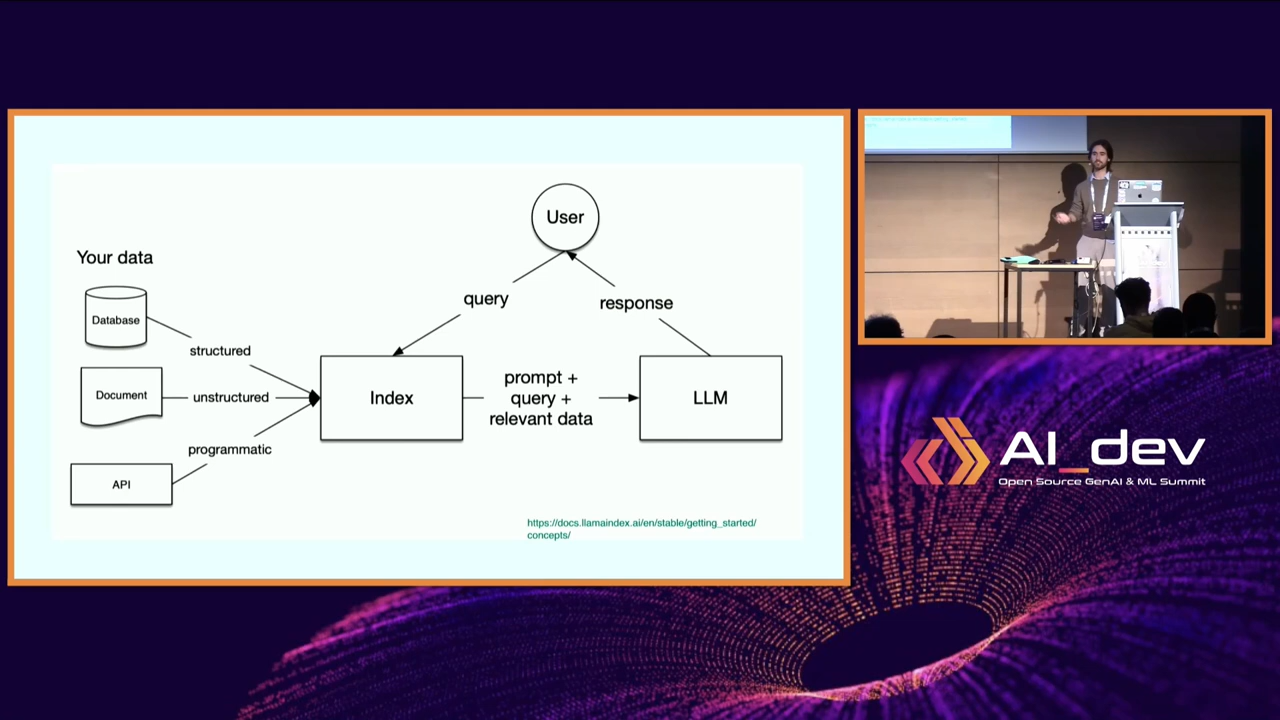 User
Your data
Database
query
response
structured
Document
unstructured
Index
prompt +
query +
relevant data
LLM
programmatic
API
https://docs.llamaindex.ai/en/stable/getting_started/
concepts/
AI_dev
Open Source GenAI & ML Summit